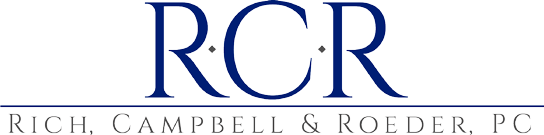 R·C·R
RICH, CAMPBELL & ROEDER, PC